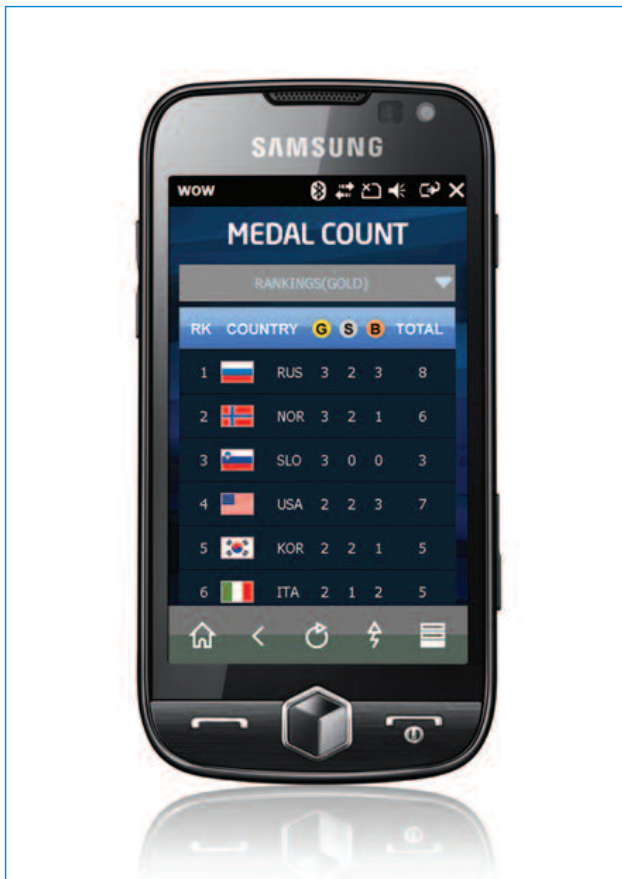 SAMSUNG
WOW
MEDAL COUNT
RANKINGS(GOLD)
RK COUNTRY G S B TOTAL
1 RUS 3 2 3 8
2 NOR 3 2 1 6
3 SLO 3 0 0 3
4 USA 2 2 3 7
5 KOR 2 2 1 5
6 ITA 2 1 2 5